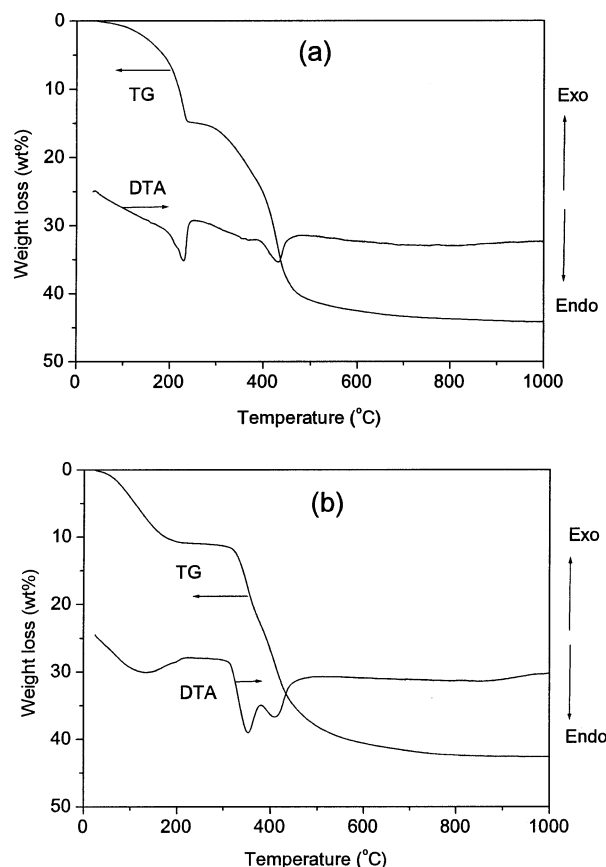 (a)
0
10
20
30
40
50
Weight loss (wt%)
TG
DTA
Exo
Endo
0 200 400 600 800 1000
Temperature (°C)
(b)
0
10
20
30
40
50
Weight loss (wt%)
TG
DTA
Exo
Endo
0 200 400 600 800 1000
Temperature (°C)